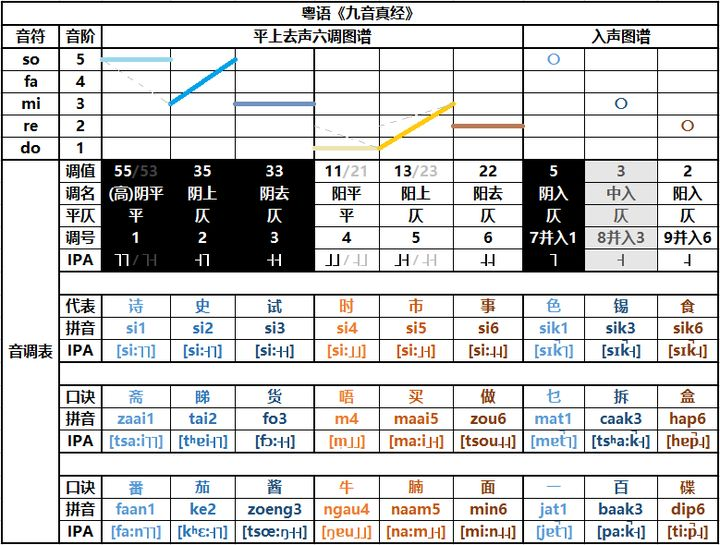 粤语《九音真经》
音符 音阶 平上去声六调图谱 入声图谱
so 5
fa 4
mi 3
re 2
do 1
音调表
调值 55/53 35 33 11/21 13/23 22 5 3 2
调名 (高)阴平 阴上 阴去 阳平 阳上 阳去 阴入 中入 阳入
平仄 平 仄 仄 平 仄 仄 仄 仄 仄
调号 1 2 3 4 5 6 7并入1 8并入3 9并入6
IPA ˥˥/˥˧ ˧˥ ˧˧ ˩˩/˨˩ ˩˧/˨˧ ˨˨ ˥ ˧ ˨
代表 诗 史 试 时 市 事 色 锡 食
拼音 si1 si2 si3 si4 si5 si6 sik1 sik3 sik6
IPA [siː˥˥] [siː˧˥] [siː˧˧] [siː˩˩] [siː˩˧] [siː˨˨] [sɪk̚˥] [sɪk̚˧] [sɪk̚˨]
口诀 斋 睇 货 唔 买 做 乜 拆 盒
拼音 zaai1 tai2 fo3 m4 maai5 zou6 mat1 caak3 hap6
IPA [tsaːi˥˥] [tʰɐi˧˥] [fɔː˧˧] [m˩˩] [maːi˩˧] [tsou˨˨] [mɐt̚˥] [tsʰaːk̚˧] [hɐp̚˨]
口诀 番 茄 酱 牛 腩 面 一 百 碟
拼音 faan1 ke2 zoeng3 ngau4 naam5 min6 jat1 baak3 dip6
IPA [faːn˥˥] [kʰɛː˧˥] [tsœːŋ˧˧] [ŋɐu˩˩] [naːm˩˧] [miːn˨˨] [jɐt̚˥] [paːk̚˧] [tiːp̚˨]